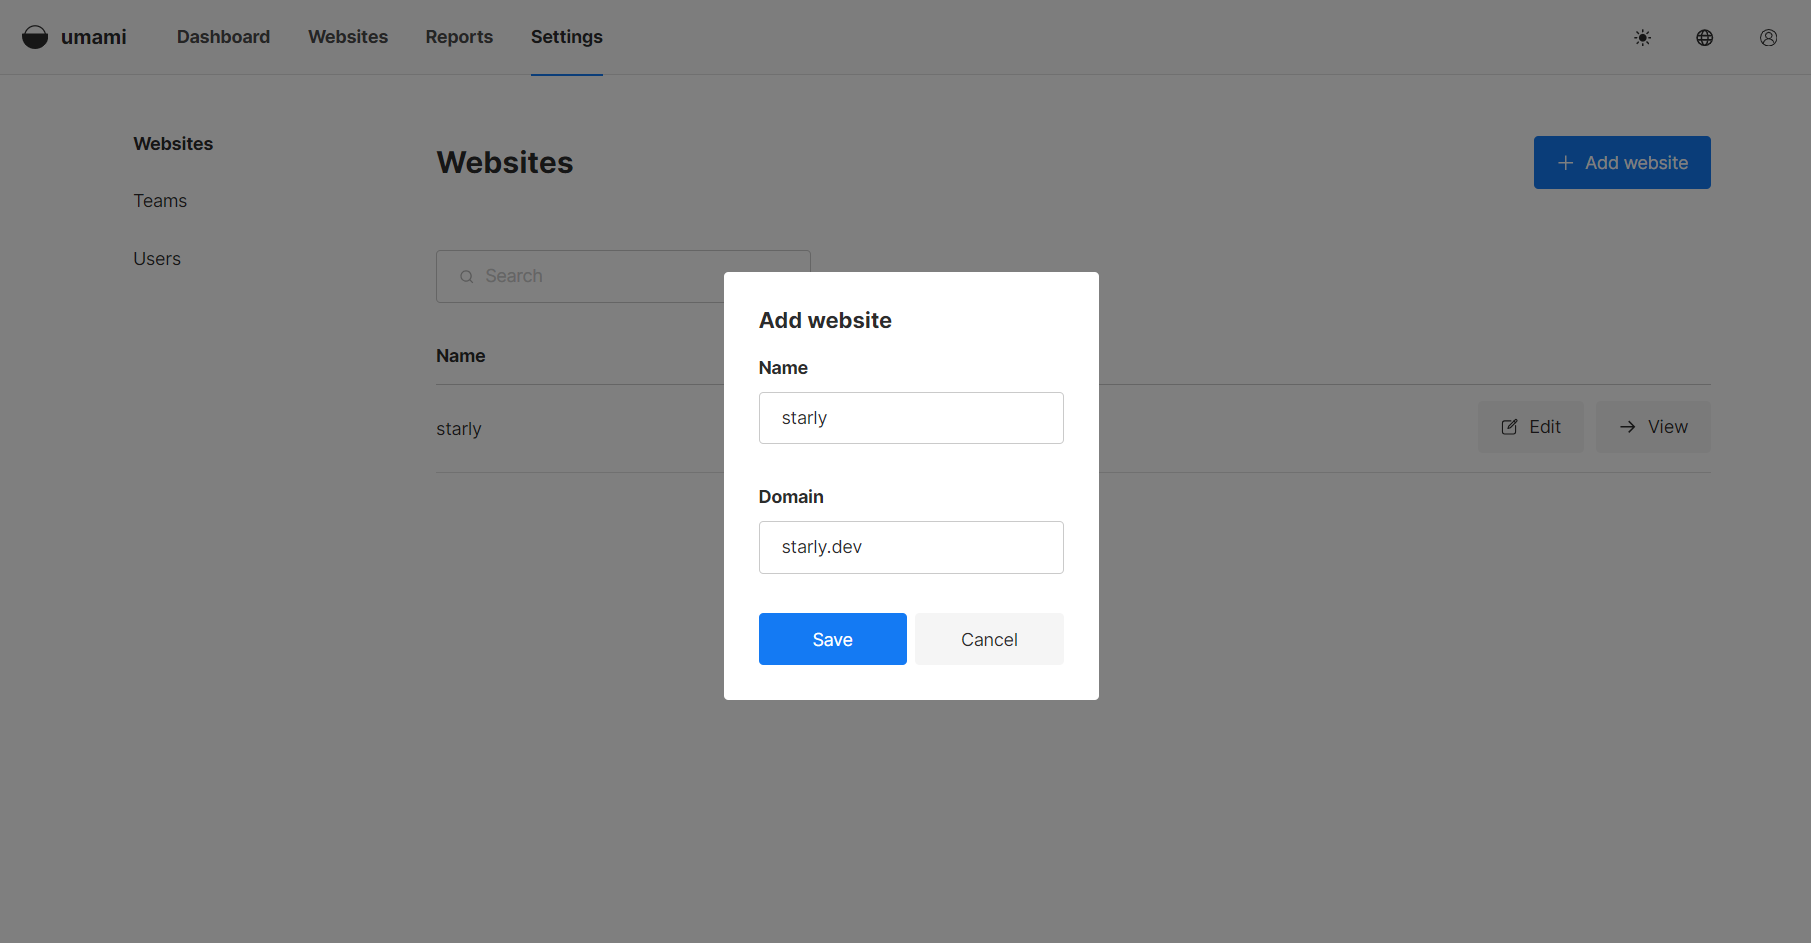 umami Dashboard Websites Reports Settings
Websites
Teams
Users
Websites
Add website
Search
Name
starly
Edit View
Add website
Name
starly
Domain
starly.dev
Save Cancel